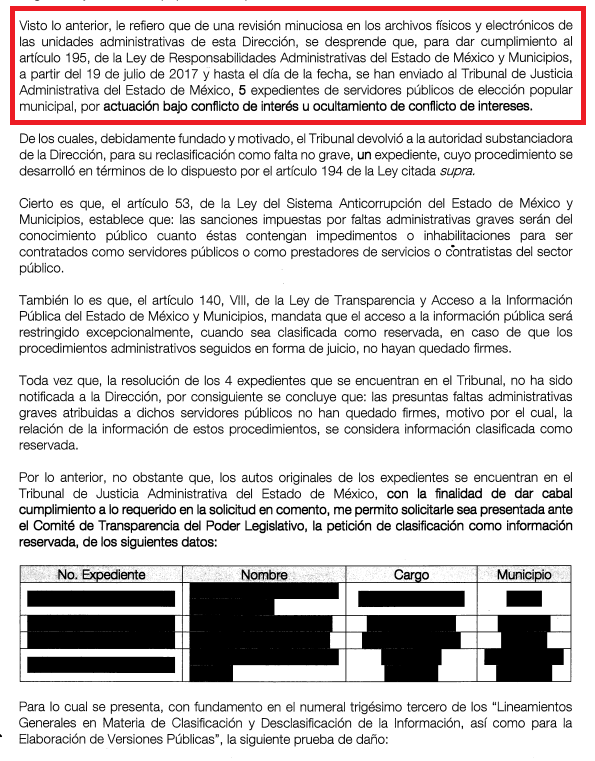 Visto lo anterior, le refiero que de una revisión minuciosa en los archivos físicos y electrónicos de
las unidades administrativas de esta Dirección, se desprende que, para dar cumplimiento al
artículo 195, de la Ley de Responsabilidades Administrativas del Estado de México y Municipios,
a partir del 19 de julio de 2017 y hasta el día de la fecha, se han enviado al Tribunal de Justicia
Administrativa del Estado de México, 5 expedientes de servidores públicos de elección popular
municipal, por actuación bajo conflicto de interés u ocultamiento de conflicto de intereses.
De los cuales, debidamente fundado y motivado, el Tribunal devolvió a la autoridad substanciadora
de la Dirección, para su reclasificación como falta no grave, un expediente, cuyo procedimiento se
desarrolló en términos de lo dispuesto por el artículo 194 de la Ley citada supra.
Cierto es que, el artículo 53, de la Ley del Sistema Anticorrupción del Estado de México y
Municipios, establece que: las sanciones impuestas por faltas administrativas graves serán del
conocimiento público cuanto éstas contengan impedimentos o inhabilitaciones para ser
contratados como servidores públicos o como prestadores de servicios o contratistas del sector
público.
También lo es que, el artículo 140, VIII, de la Ley de Transparencia y Acceso a la Información
Pública del Estado de México y Municipios, mandata que el acceso a la información pública será
restringido excepcionalmente, cuando sea clasificada como reservada, en caso de que los
procedimientos administrativos seguidos en forma de juicio, no hayan quedado firmes.
Toda vez que, la resolución de los 4 expedientes que se encuentran en el Tribunal, no ha sido
notificada a la Dirección, por consiguiente se concluye que: las presuntas faltas administrativas
graves atribuidas a dichos servidores públicos no han quedado firmes, motivo por el cual, la
relación de la información de estos procedimientos, se considera información clasificada como
reservada.
Por lo anterior, no obstante que, los autos originales de los expedientes se encuentran en el
Tribunal de Justicia Administrativa del Estado de México, con la finalidad de dar cabal
cumplimiento a lo requerido en la solicitud en comento, me permito solicitarle sea presentada ante
el Comité de Transparencia del Poder Legislativo, la petición de clasificación como información
reservada, de los siguientes datos:
No. Expediente Nombre Cargo Municipio
Para lo cual se presenta, con fundamento en el numeral trigésimo tercero de los "Lineamientos
Generales en Materia de Clasificación y Desclasificación de la Información, así como para la
Elaboración de Versiones Públicas", la siguiente prueba de daño: